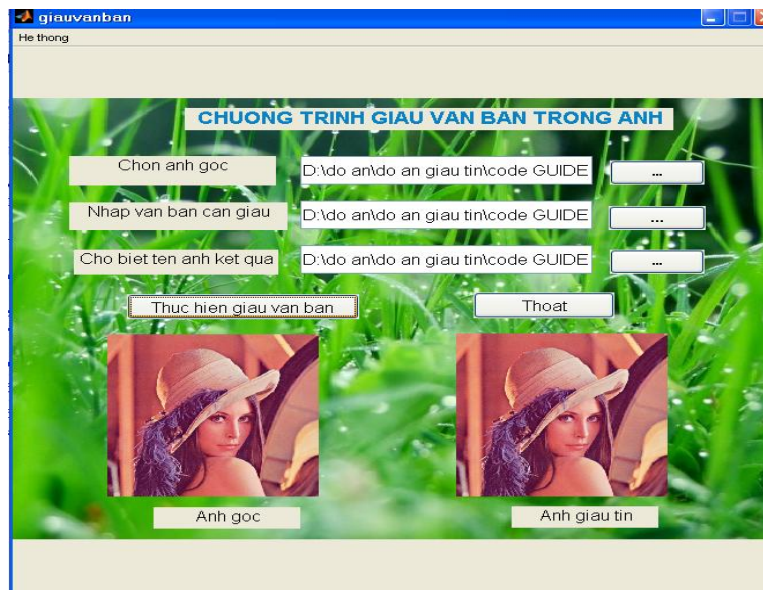 giauvanban
He thong
CHUONG TRINH GIAU VAN BAN TRONG ANH
Chon anh goc D:\do an\do an giau tin\code GUIDE ...
Nhap van ban can giau D:\do an\do an giau tin\code GUIDE ...
Cho biet ten anh ket qua D:\do an\do an giau tin\code GUIDE ...
Thuc hien giau van ban Thoat
Anh goc Anh giau tin